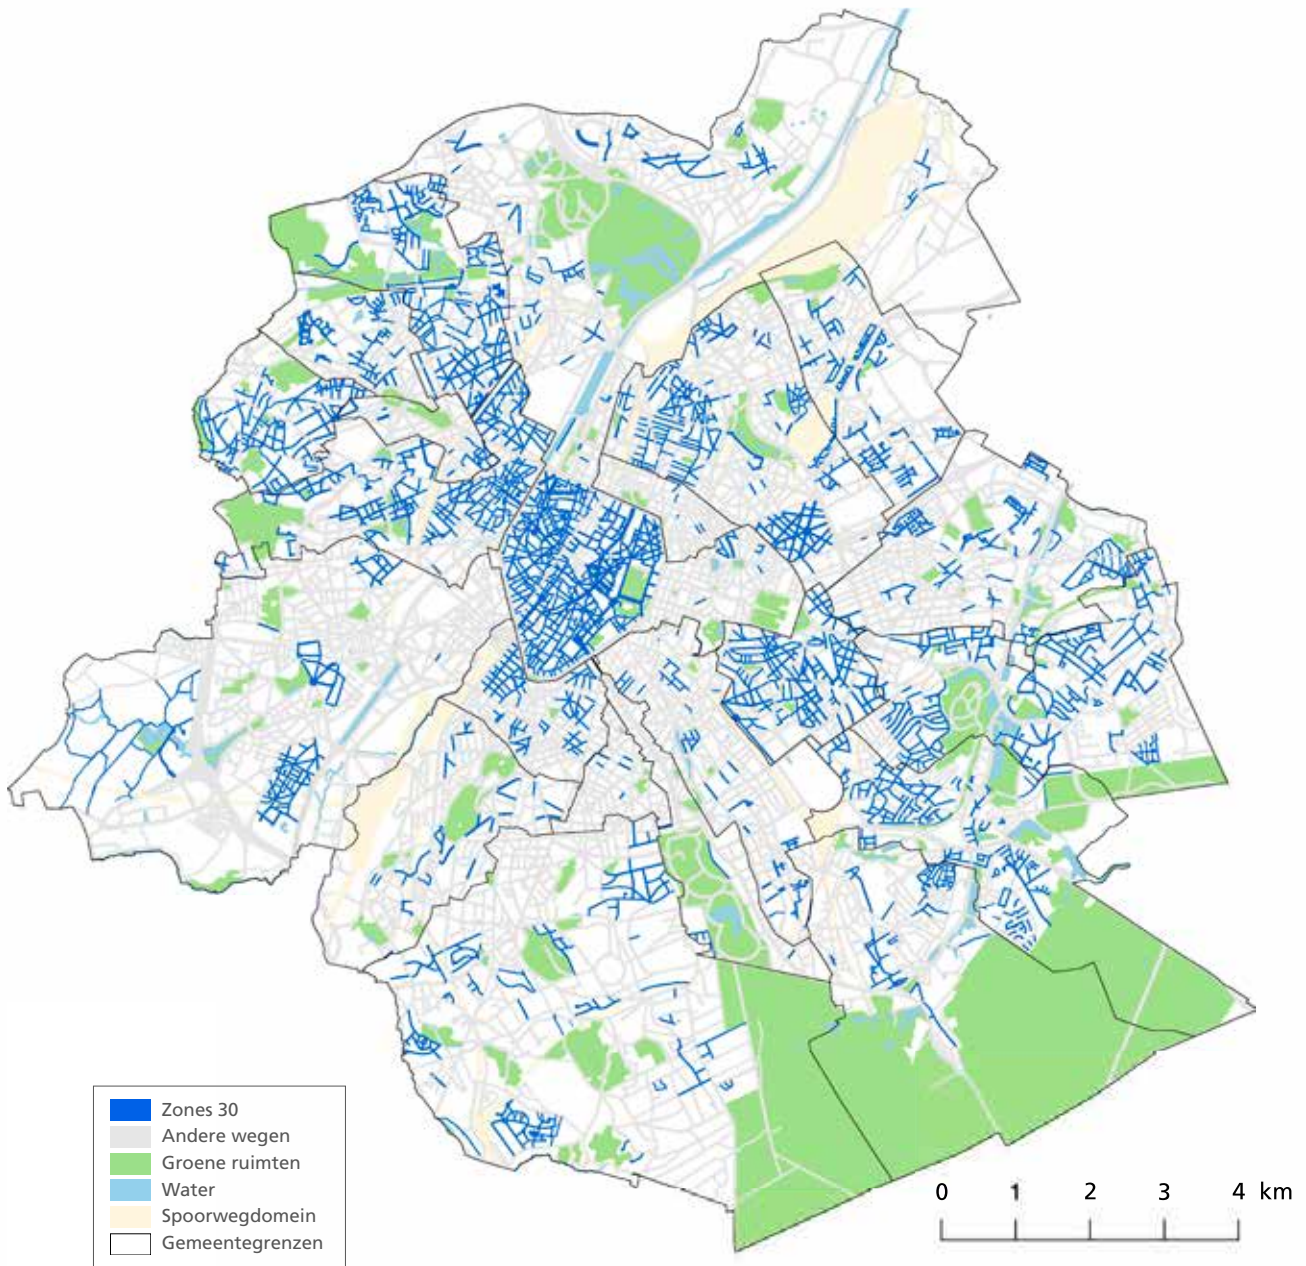 Zones 30
Andere wegen
Groene ruimten
Water
Spoorwegdomein
Gemeentegrenzen
0 1 2 3 4 km